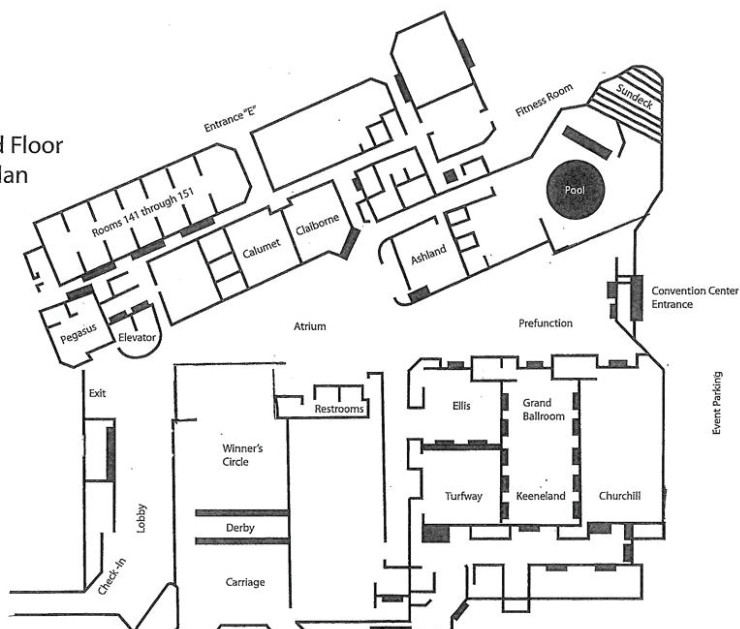 d Floor
lan
Entrance "E"
Fitness Room
Sundeck
Rooms 141 through 151
Pool
Claiborne
Calumet
Ashland
Pegasus
Elevator
Atrium
Prefunction
Convention Center
Entrance
Exit
Restrooms
Ellis
Grand
Ballroom
Event Parking
Winner's
Circle
Turfway
Keeneland
Churchill
Lobby
Derby
Check-In
Carriage